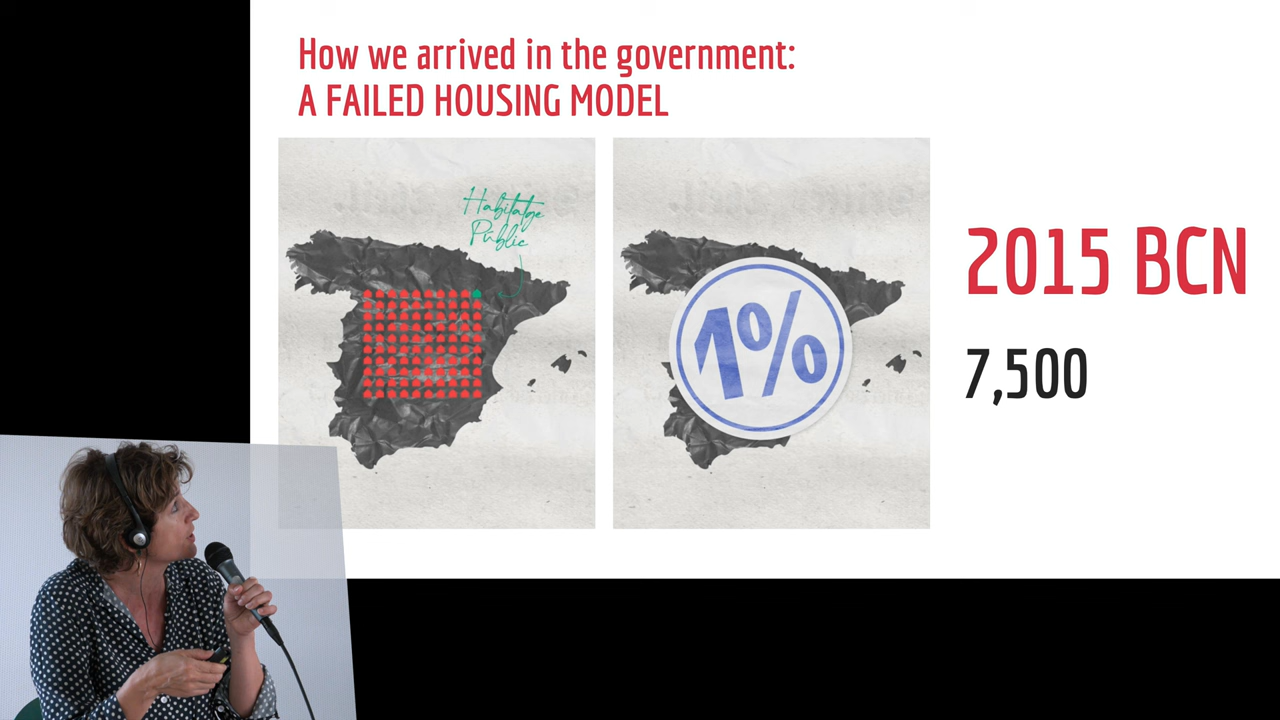 How we arrived in the government:
A FAILED HOUSING MODEL
Habitatge
Públic
1%
2015 BCN
7,500